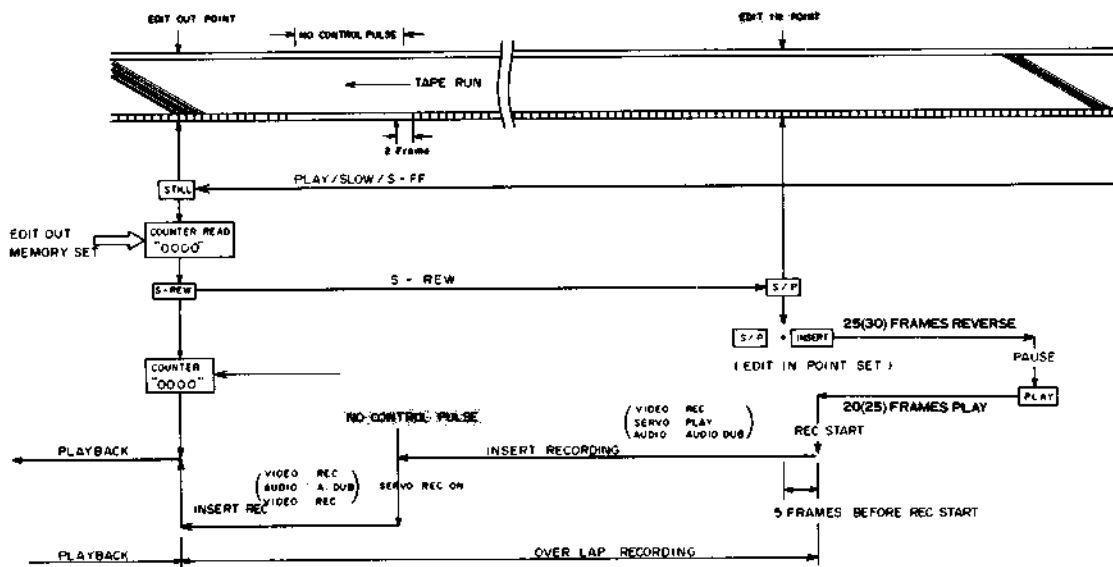 EDIT OUT POINT
NO CONTROL PULSE
EDIT IN POINT
TAPE RUN
2 Frame
PLAY/SLOW/S-FF
STILL
EDIT OUT
MEMORY SET
COUNTER READ
"0000"
S-REW
S - REW
S/P
S/P + INSERT
25(30) FRAMES REVERSE
( EDIT IN POINT SET )
PAUSE
COUNTER
"0000"
PLAY
20(25) FRAMES PLAY
NO CONTROL PULSE
VIDEO REC
SERVO PLAY
AUDIO AUDIO DUB
REC START
PLAYBACK
INSERT RECORDING
VIDEO REC
AUDIO A. DUB
VIDEO REC
SERVO REC ON
INSERT REC
5 FRAMES BEFORE REC START
PLAYBACK
OVER LAP RECORDING